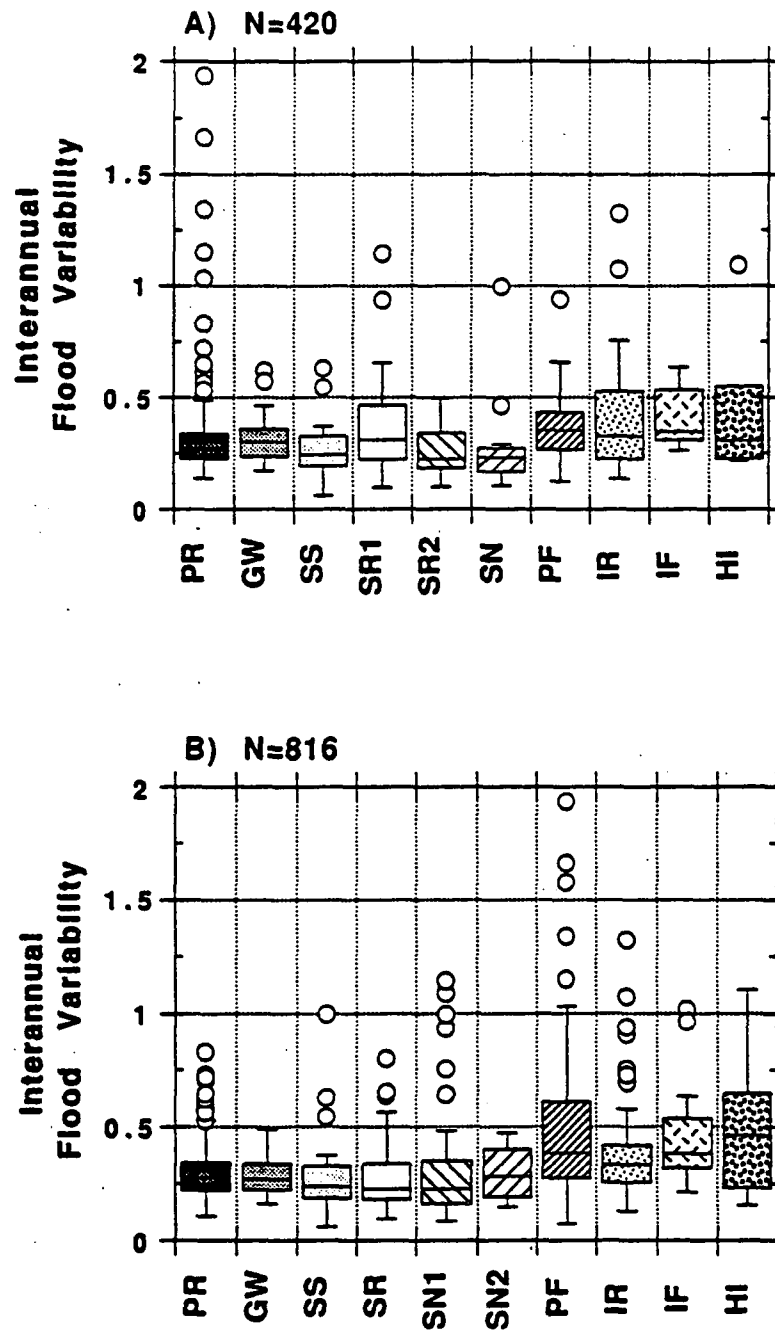 A) N=420
Interannual
Flood Variability
2
1.5
1
0.5
0
PR
GW
SS
SR1
SR2
SN
PF
IR
IF
HI
B) N=816
Interannual
Flood Variability
2
1.5
1
0.5
0
PR
GW
SS
SR
SN1
SN2
PF
IR
IF
HI